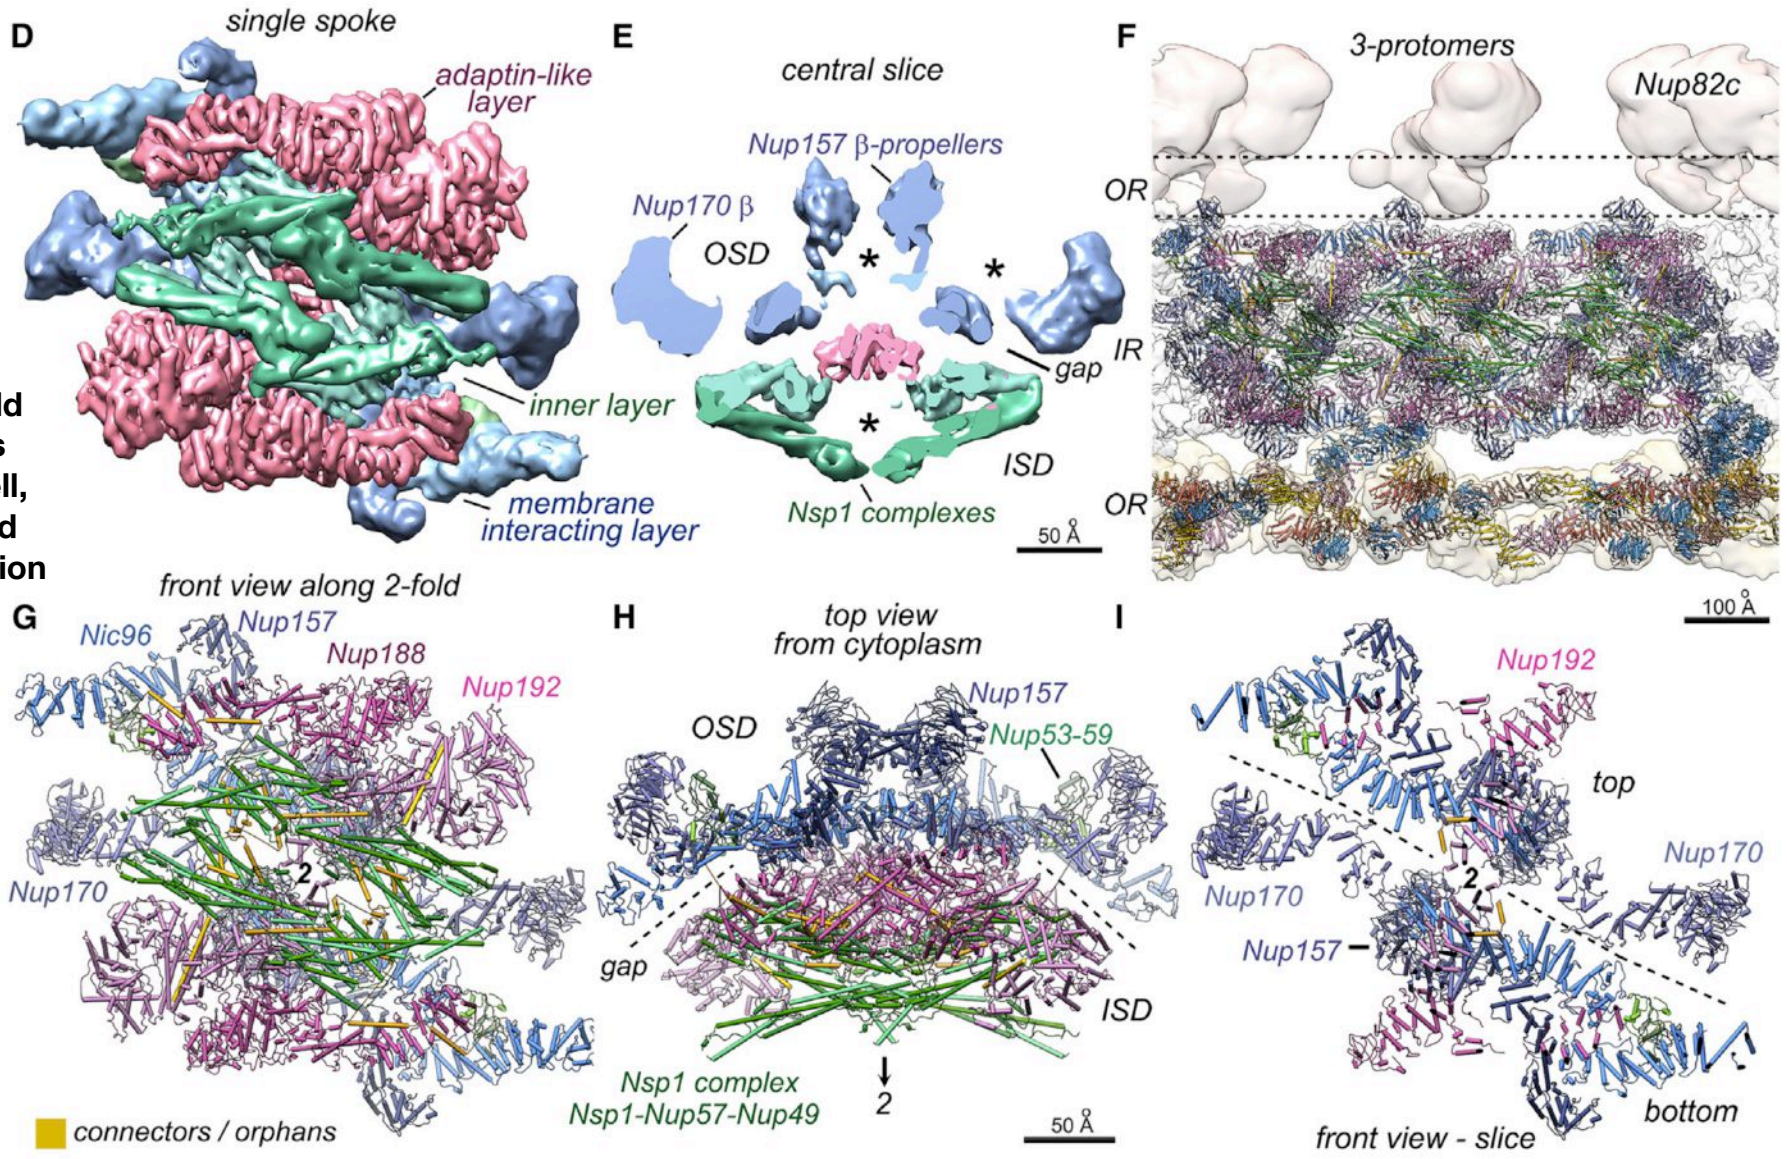 D
single spoke
adaptin-like
layer
inner layer
membrane
interacting layer
E
central slice
Nup157 β-propellers
Nup170 β
OSD
*
*
IR
gap
*
ISD
Nsp1 complexes
50 Å
F
3-protomers
Nup82c
OR
OR
100 Å
ld
s
ell,
d
ion
front view along 2-fold
G
Nic96
Nup157
Nup188
Nup192
2
Nup170
connectors / orphans
H
top view
from cytoplasm
Nup157
OSD
Nup53-59
gap
ISD
Nsp1 complex
Nsp1-Nup57-Nup49
2
50 Å
I
Nup192
top
Nup170
Nup170
2
Nup157
bottom
front view - slice